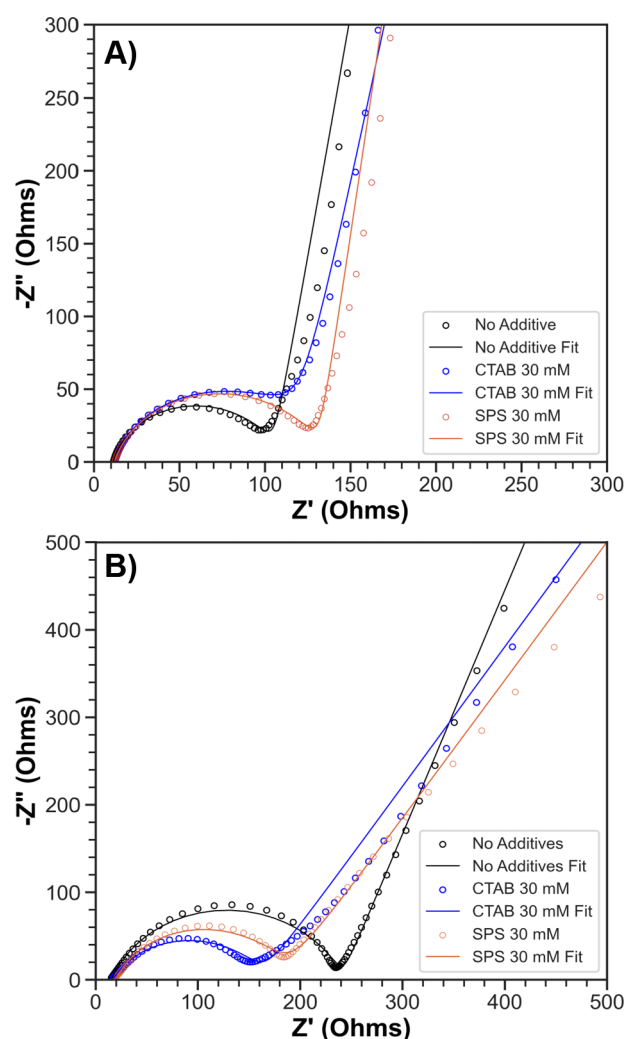 A)
300
250
200
150
100
50
0
-Z" (Ohms)
No Additive
No Additive Fit
CTAB 30 mM
CTAB 30 mM Fit
SPS 30 mM
SPS 30 mM Fit
0 50 100 150 200 250 300
Z' (Ohms)
B)
500
400
300
200
100
0
-Z" (Ohms)
No Additives
No Additives Fit
CTAB 30 mM
CTAB 30 mM Fit
SPS 30 mM
SPS 30 mM Fit
0 100 200 300 400 500
Z' (Ohms)